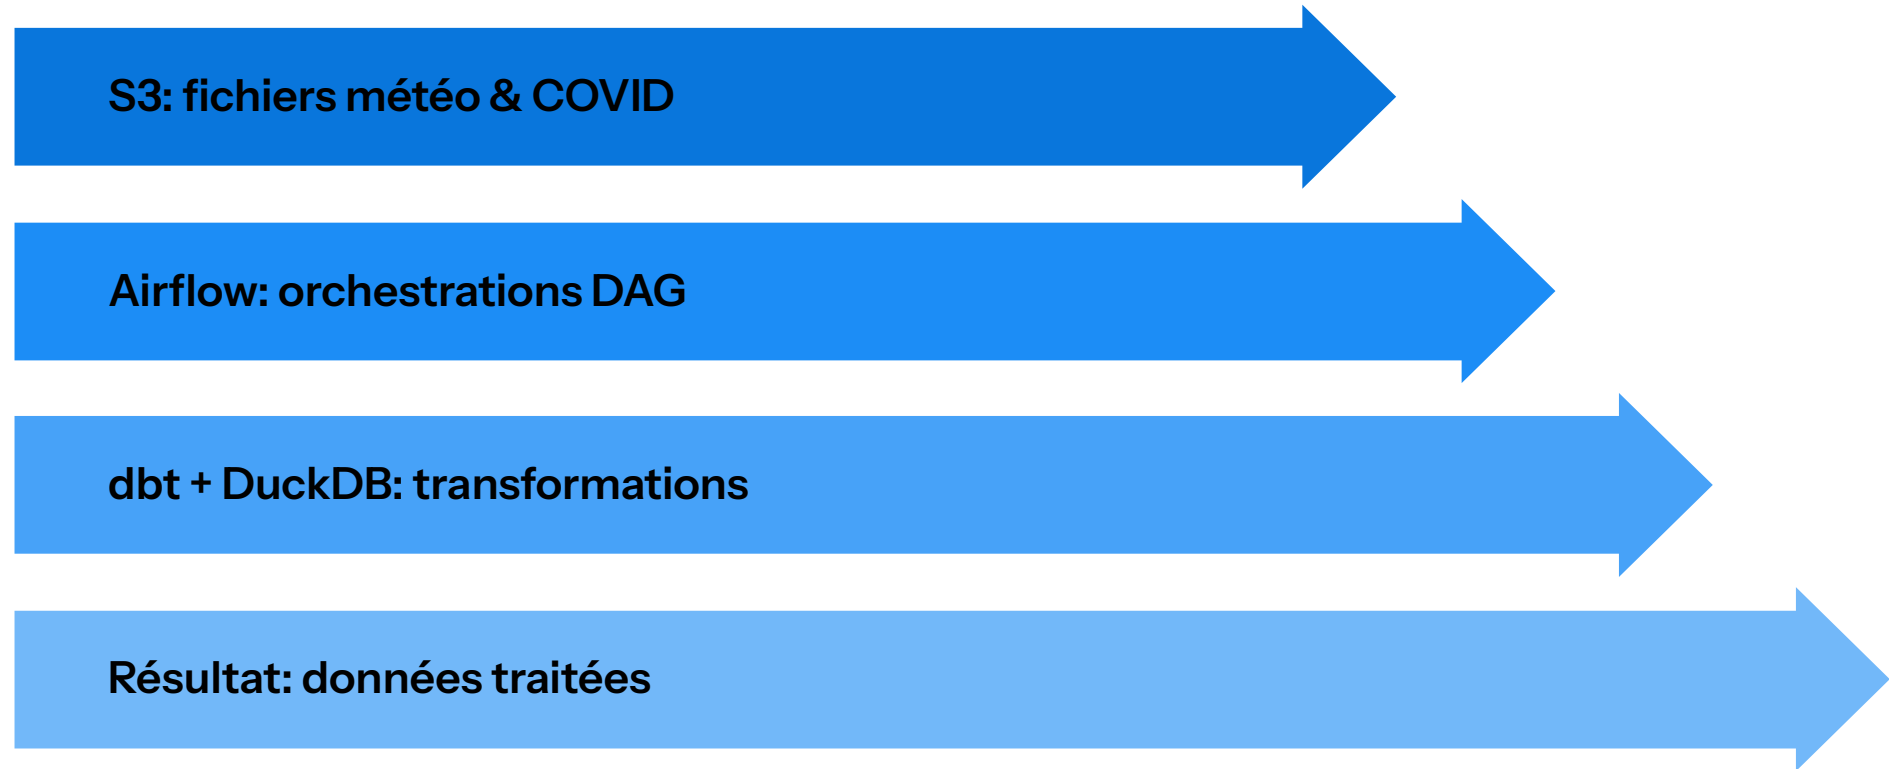 S3: fichiers météo & COVID
Airflow: orchestrations DAG
dbt + DuckDB: transformations
Résultat: données traitées